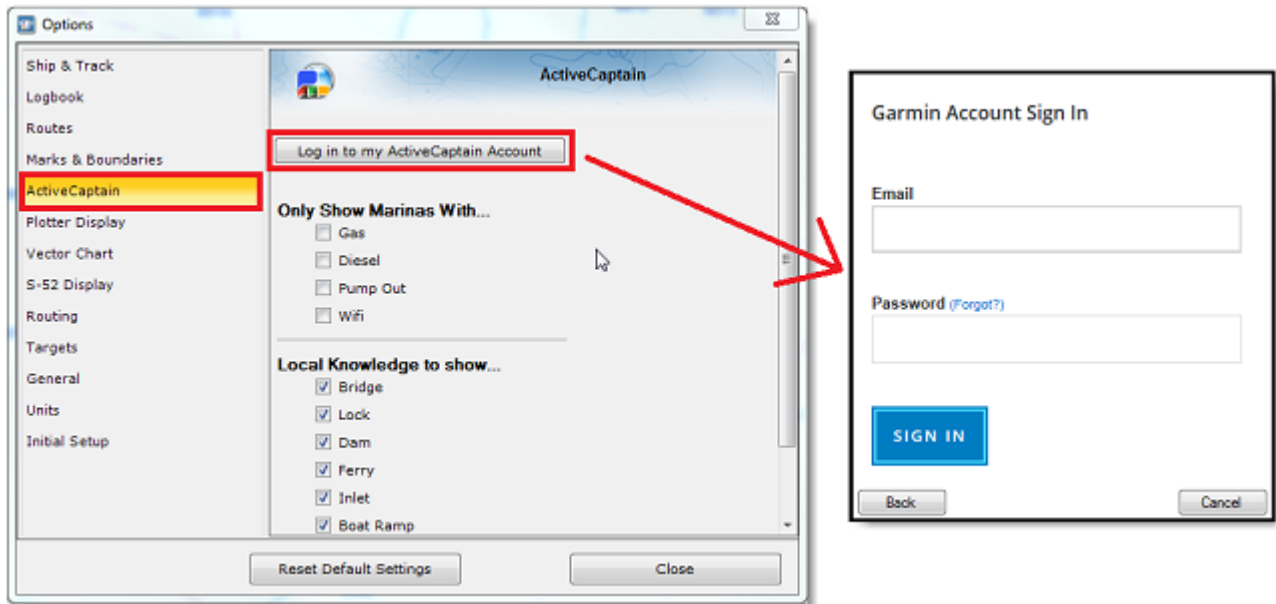 Options
Ship & Track
Logbook
Routes
Marks & Boundaries
ActiveCaptain
Plotter Display
Vector Chart
S-52 Display
Routing
Targets
General
Units
Initial Setup
ActiveCaptain
Log in to my ActiveCaptain Account
Only Show Marinas With...
Gas
Diesel
Pump Out
Wifi
Local Knowledge to show...
Bridge
Lock
Dam
Ferry
Inlet
Boat Ramp
Reset Default Settings
Close
Garmin Account Sign In
Email
Password (Forgot?)
SIGN IN
Back
Cancel